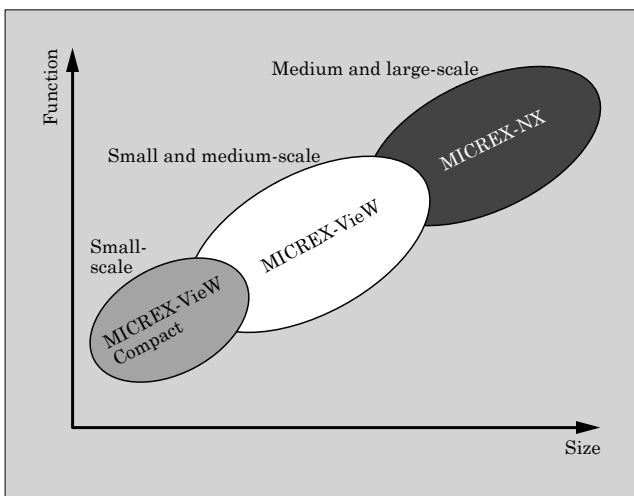 Function
Medium and large-scale
MICREX-NX
Small and medium-scale
MICREX-VieW
Small-
scale
MICREX-VieW
Compact
Size